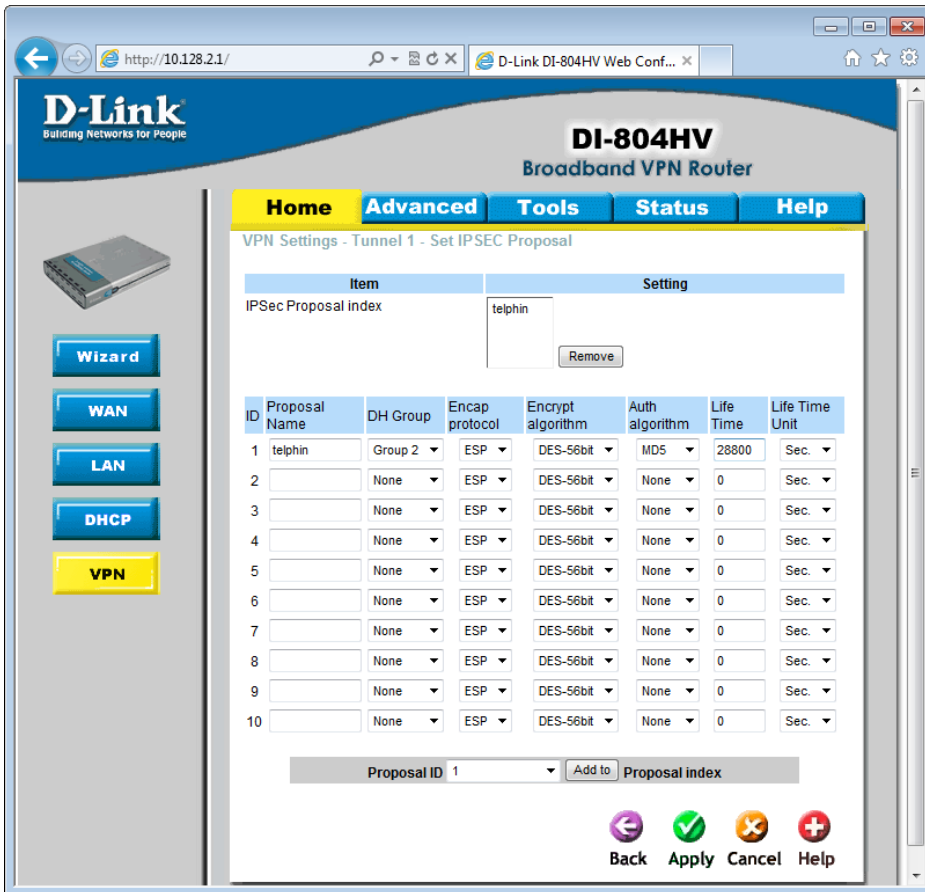 http://10.128.2.1/
D-Link DI-804HV Web Conf...
D-Link
Building Networks for People
DI-804HV
Broadband VPN Router
Home Advanced Tools Status Help
VPN Settings - Tunnel 1 - Set IPSEC Proposal
Item Setting
IPSec Proposal index telphin
Remove
Wizard
WAN
LAN
DHCP
VPN
ID Proposal Name DH Group Encap protocol Encrypt algorithm Auth algorithm Life Time Life Time Unit
1 telphin Group 2 ESP DES-56bit MD5 28800 Sec.
2 None ESP DES-56bit None 0 Sec.
3 None ESP DES-56bit None 0 Sec.
4 None ESP DES-56bit None 0 Sec.
5 None ESP DES-56bit None 0 Sec.
6 None ESP DES-56bit None 0 Sec.
7 None ESP DES-56bit None 0 Sec.
8 None ESP DES-56bit None 0 Sec.
9 None ESP DES-56bit None 0 Sec.
10 None ESP DES-56bit None 0 Sec.
Proposal ID 1 Add to Proposal index
Back Apply Cancel Help